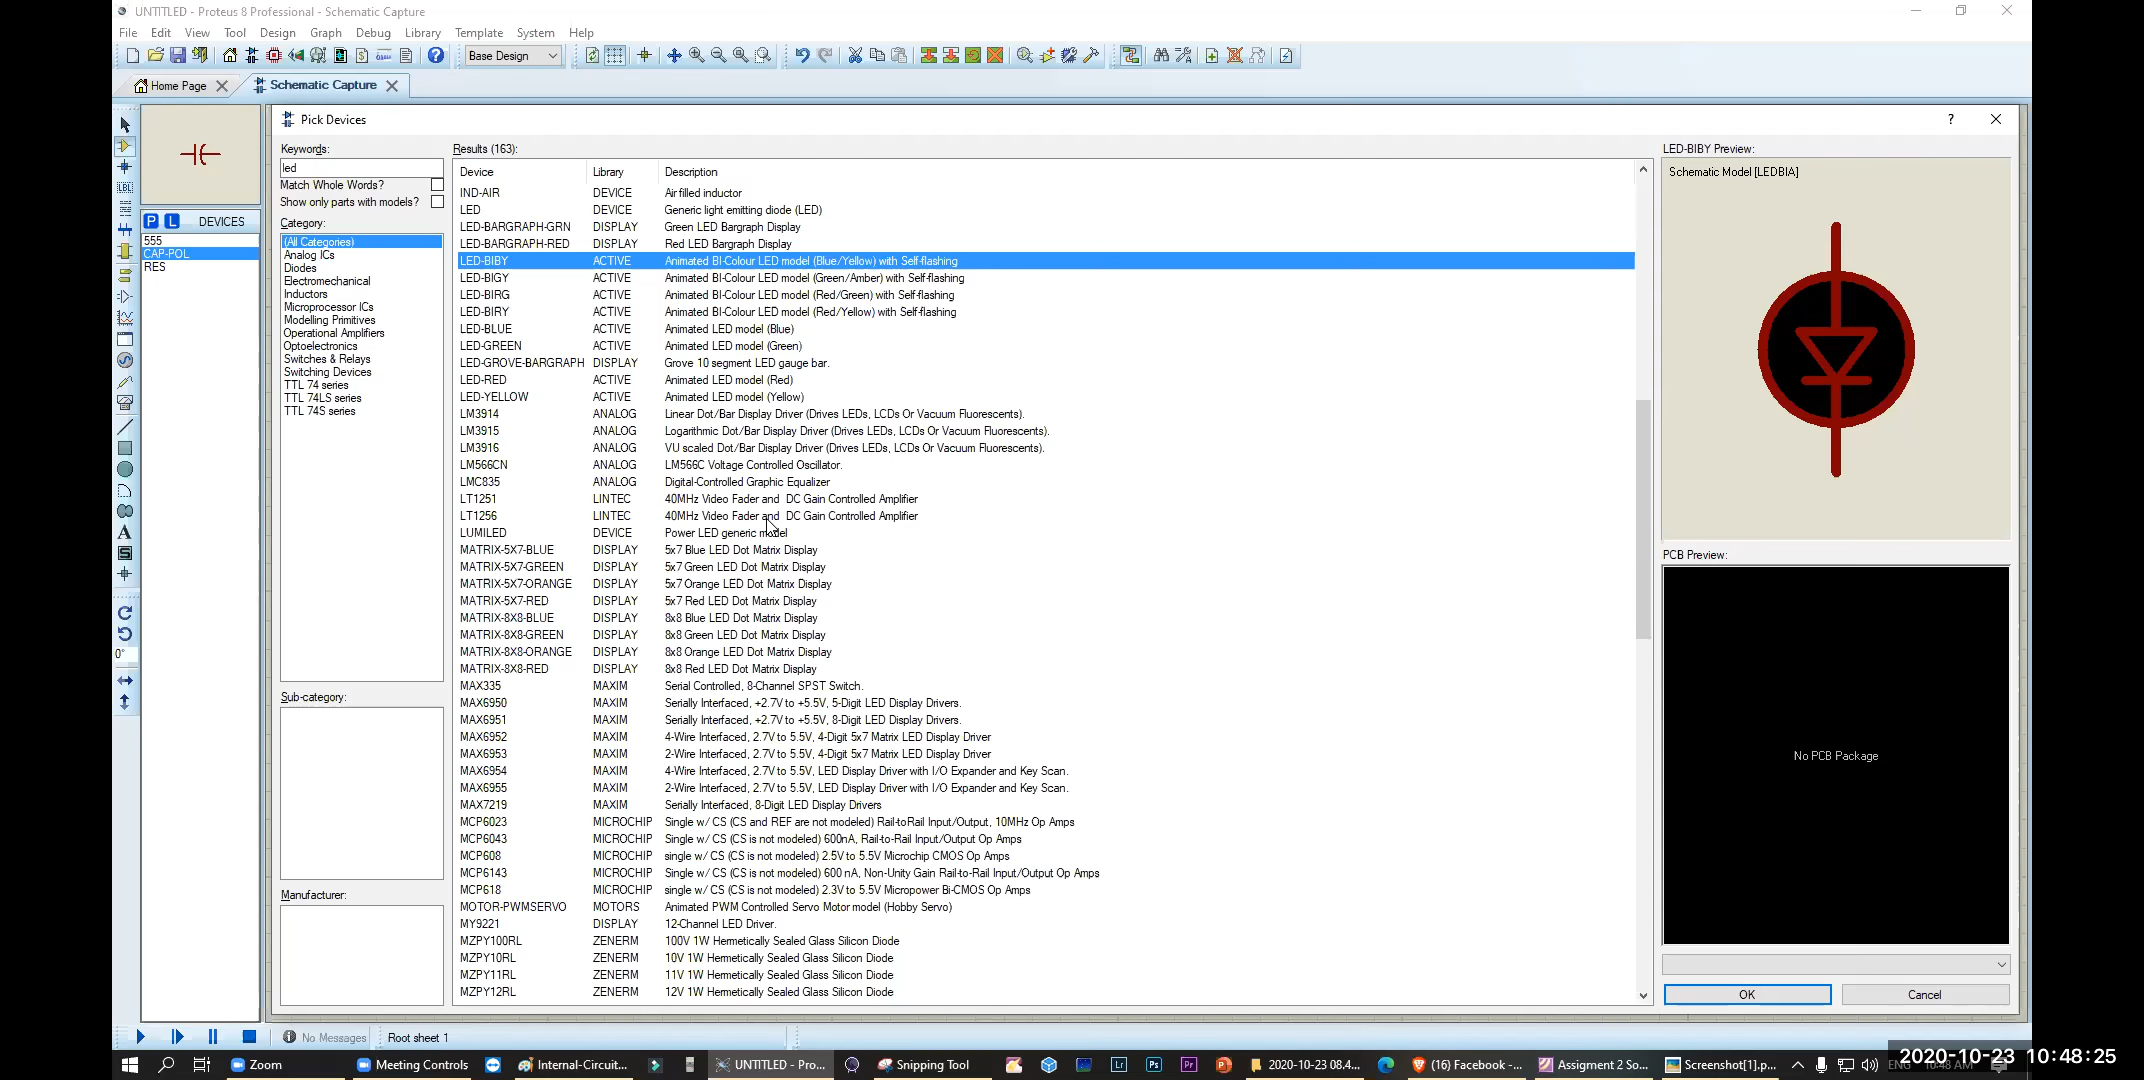 UNTITLED - Proteus 8 Professional - Schematic Capture
File Edit View Tool Design Graph Debug Library Template System Help
Base Design
Home Page
Schematic Capture
Pick Devices
?
Keywords:
led
Match Whole Words?
Show only parts with models?
P L DEVICES
555
CAP-POL
RES
LBL
A
S
0°
Category:
(All Categories)
Analog ICs
Diodes
Electromechanical
Inductors
Microprocessor ICs
Modelling Primitives
Operational Amplifiers
Optoelectronics
Switches & Relays
Switching Devices
TTL 74 series
TTL 74LS series
TTL 74S series
Sub-category:
Manufacturer:
Results (163):
Device Library Description
IND-AIR DEVICE Air filled inductor
LED DEVICE Generic light emitting diode (LED)
LED-BARGRAPH-GRN DISPLAY Green LED Bargraph Display
LED-BARGRAPH-RED DISPLAY Red LED Bargraph Display
LED-BIBY ACTIVE Animated BI-Colour LED model (Blue/Yellow) with Self-flashing
LED-BIGY ACTIVE Animated BI-Colour LED model (Green/Amber) with Self-flashing
LED-BIRG ACTIVE Animated BI-Colour LED model (Red/Green) with Self-flashing
LED-BIRY ACTIVE Animated BI-Colour LED model (Red/Yellow) with Self-flashing
LED-BLUE ACTIVE Animated LED model (Blue)
LED-GREEN ACTIVE Animated LED model (Green)
LED-GROVE-BARGRAPH DISPLAY Grove 10 segment LED gauge bar.
LED-RED ACTIVE Animated LED model (Red)
LED-YELLOW ACTIVE Animated LED model (Yellow)
LM3914 ANALOG Linear Dot/Bar Display Driver (Drives LEDs, LCDs Or Vacuum Fluorescents).
LM3915 ANALOG Logarithmic Dot/Bar Display Driver (Drives LEDs, LCDs Or Vacuum Fluorescents).
LM3916 ANALOG VU scaled Dot/Bar Display Driver (Drives LEDs, LCDs Or Vacuum Fluorescents).
LM566CN ANALOG LM566C Voltage Controlled Oscillator.
LMC835 ANALOG Digital-Controlled Graphic Equalizer
LT1251 LINTEC 40MHz Video Fader and DC Gain Controlled Amplifier
LT1256 LINTEC 40MHz Video Fader and DC Gain Controlled Amplifier
LUMILED DEVICE Power LED generic model
MATRIX-5X7-BLUE DISPLAY 5x7 Blue LED Dot Matrix Display
MATRIX-5X7-GREEN DISPLAY 5x7 Green LED Dot Matrix Display
MATRIX-5X7-ORANGE DISPLAY 5x7 Orange LED Dot Matrix Display
MATRIX-5X7-RED DISPLAY 5x7 Red LED Dot Matrix Display
MATRIX-8X8-BLUE DISPLAY 8x8 Blue LED Dot Matrix Display
MATRIX-8X8-GREEN DISPLAY 8x8 Green LED Dot Matrix Display
MATRIX-8X8-ORANGE DISPLAY 8x8 Orange LED Dot Matrix Display
MATRIX-8X8-RED DISPLAY 8x8 Red LED Dot Matrix Display
MAX335 MAXIM Serial Controlled, 8-Channel SPST Switch.
MAX6950 MAXIM Serially Interfaced, +2.7V to +5.5V, 5-Digit LED Display Drivers.
MAX6951 MAXIM Serially Interfaced, +2.7V to +5.5V, 8-Digit LED Display Drivers.
MAX6952 MAXIM 4-Wire Interfaced, 2.7V to 5.5V, 4-Digit 5x7 Matrix LED Display Driver
MAX6953 MAXIM 2-Wire Interfaced, 2.7V to 5.5V, 4-Digit 5x7 Matrix LED Display Driver
MAX6954 MAXIM 4-Wire Interfaced, 2.7V to 5.5V, LED Display Driver with I/O Expander and Key Scan.
MAX6955 MAXIM 2-Wire Interfaced, 2.7V to 5.5V, LED Display Driver with I/O Expander and Key Scan.
MAX7219 MAXIM Serially Interfaced, 8-Digit LED Display Drivers
MCP6023 MICROCHIP Single w/ CS (CS and REF are not modeled) Rail-to-Rail Input/Output, 10MHz Op Amps
MCP6043 MICROCHIP Single w/ CS (CS is not modeled) 600nA, Rail-to-Rail Input/Output Op Amps
MCP608 MICROCHIP single w/ CS (CS is not modeled) 2.5V to 5.5V Microchip CMOS Op Amps
MCP6143 MICROCHIP Single w/ CS (CS is not modeled) 600 nA, Non-Unity Gain Rail-to-Rail Input/Output Op Amps
MCP618 MICROCHIP single w/ CS (CS is not modeled) 2.3V to 5.5V Micropower Bi-CMOS Op Amps
MOTOR-PWMSERVO MOTORS Animated PWM Controlled Servo Motor model (Hobby Servo)
MY9221 DISPLAY 12-Channel LED Driver.
MZPY100RL ZENERM 100V 1W Hermetically Sealed Glass Silicon Diode
MZPY10RL ZENERM 10V 1W Hermetically Sealed Glass Silicon Diode
MZPY11RL ZENERM 11V 1W Hermetically Sealed Glass Silicon Diode
MZPY12RL ZENERM 12V 1W Hermetically Sealed Glass Silicon Diode
LED-BIBY Preview:
Schematic Model [LEDBIA]
PCB Preview:
No PCB Package
OK Cancel
No Messages Root sheet 1
Zoom Meeting Controls Internal-Circuit... UNTITLED - Pro... Snipping Tool Lr Ps Pr P 2020-10-23 08.4... (16) Facebook -... Assigment 2 So... Screenshot[1].p...
2020-10-23 10:48:25